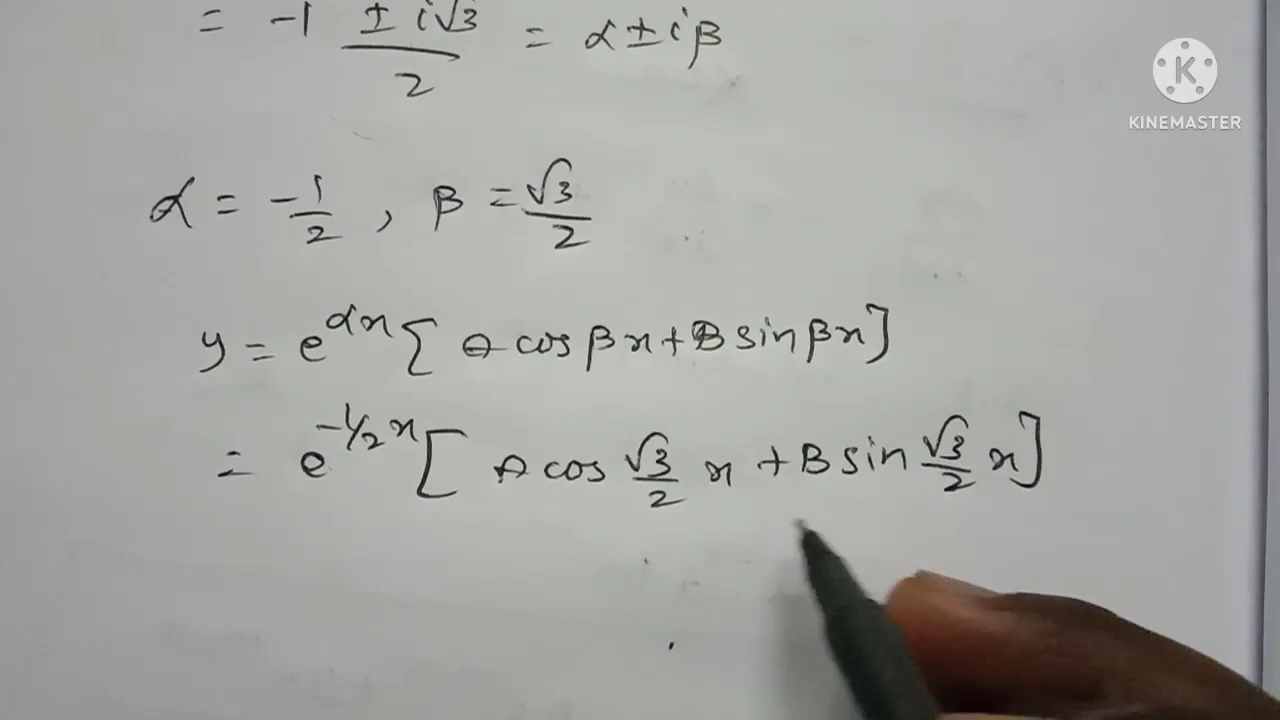 = -1 ± i√3 / 2 = α ± iβ
K
KINEMASTER
α = -1/2 , β = √3/2
y = e^αx [ A cos βx + B sin βx ]
= e^-1/2 x [ A cos √3/2 x + B sin √3/2 x ]